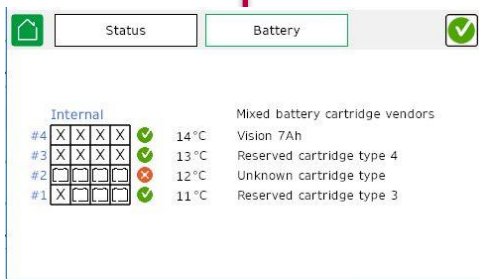 Status Battery
Internal Mixed battery cartridge vendors
#4 X X X X 14°C Vision 7Ah
#3 X X X X 13°C Reserved cartridge type 4
#2 12°C Unknown cartridge type
#1 X 11°C Reserved cartridge type 3